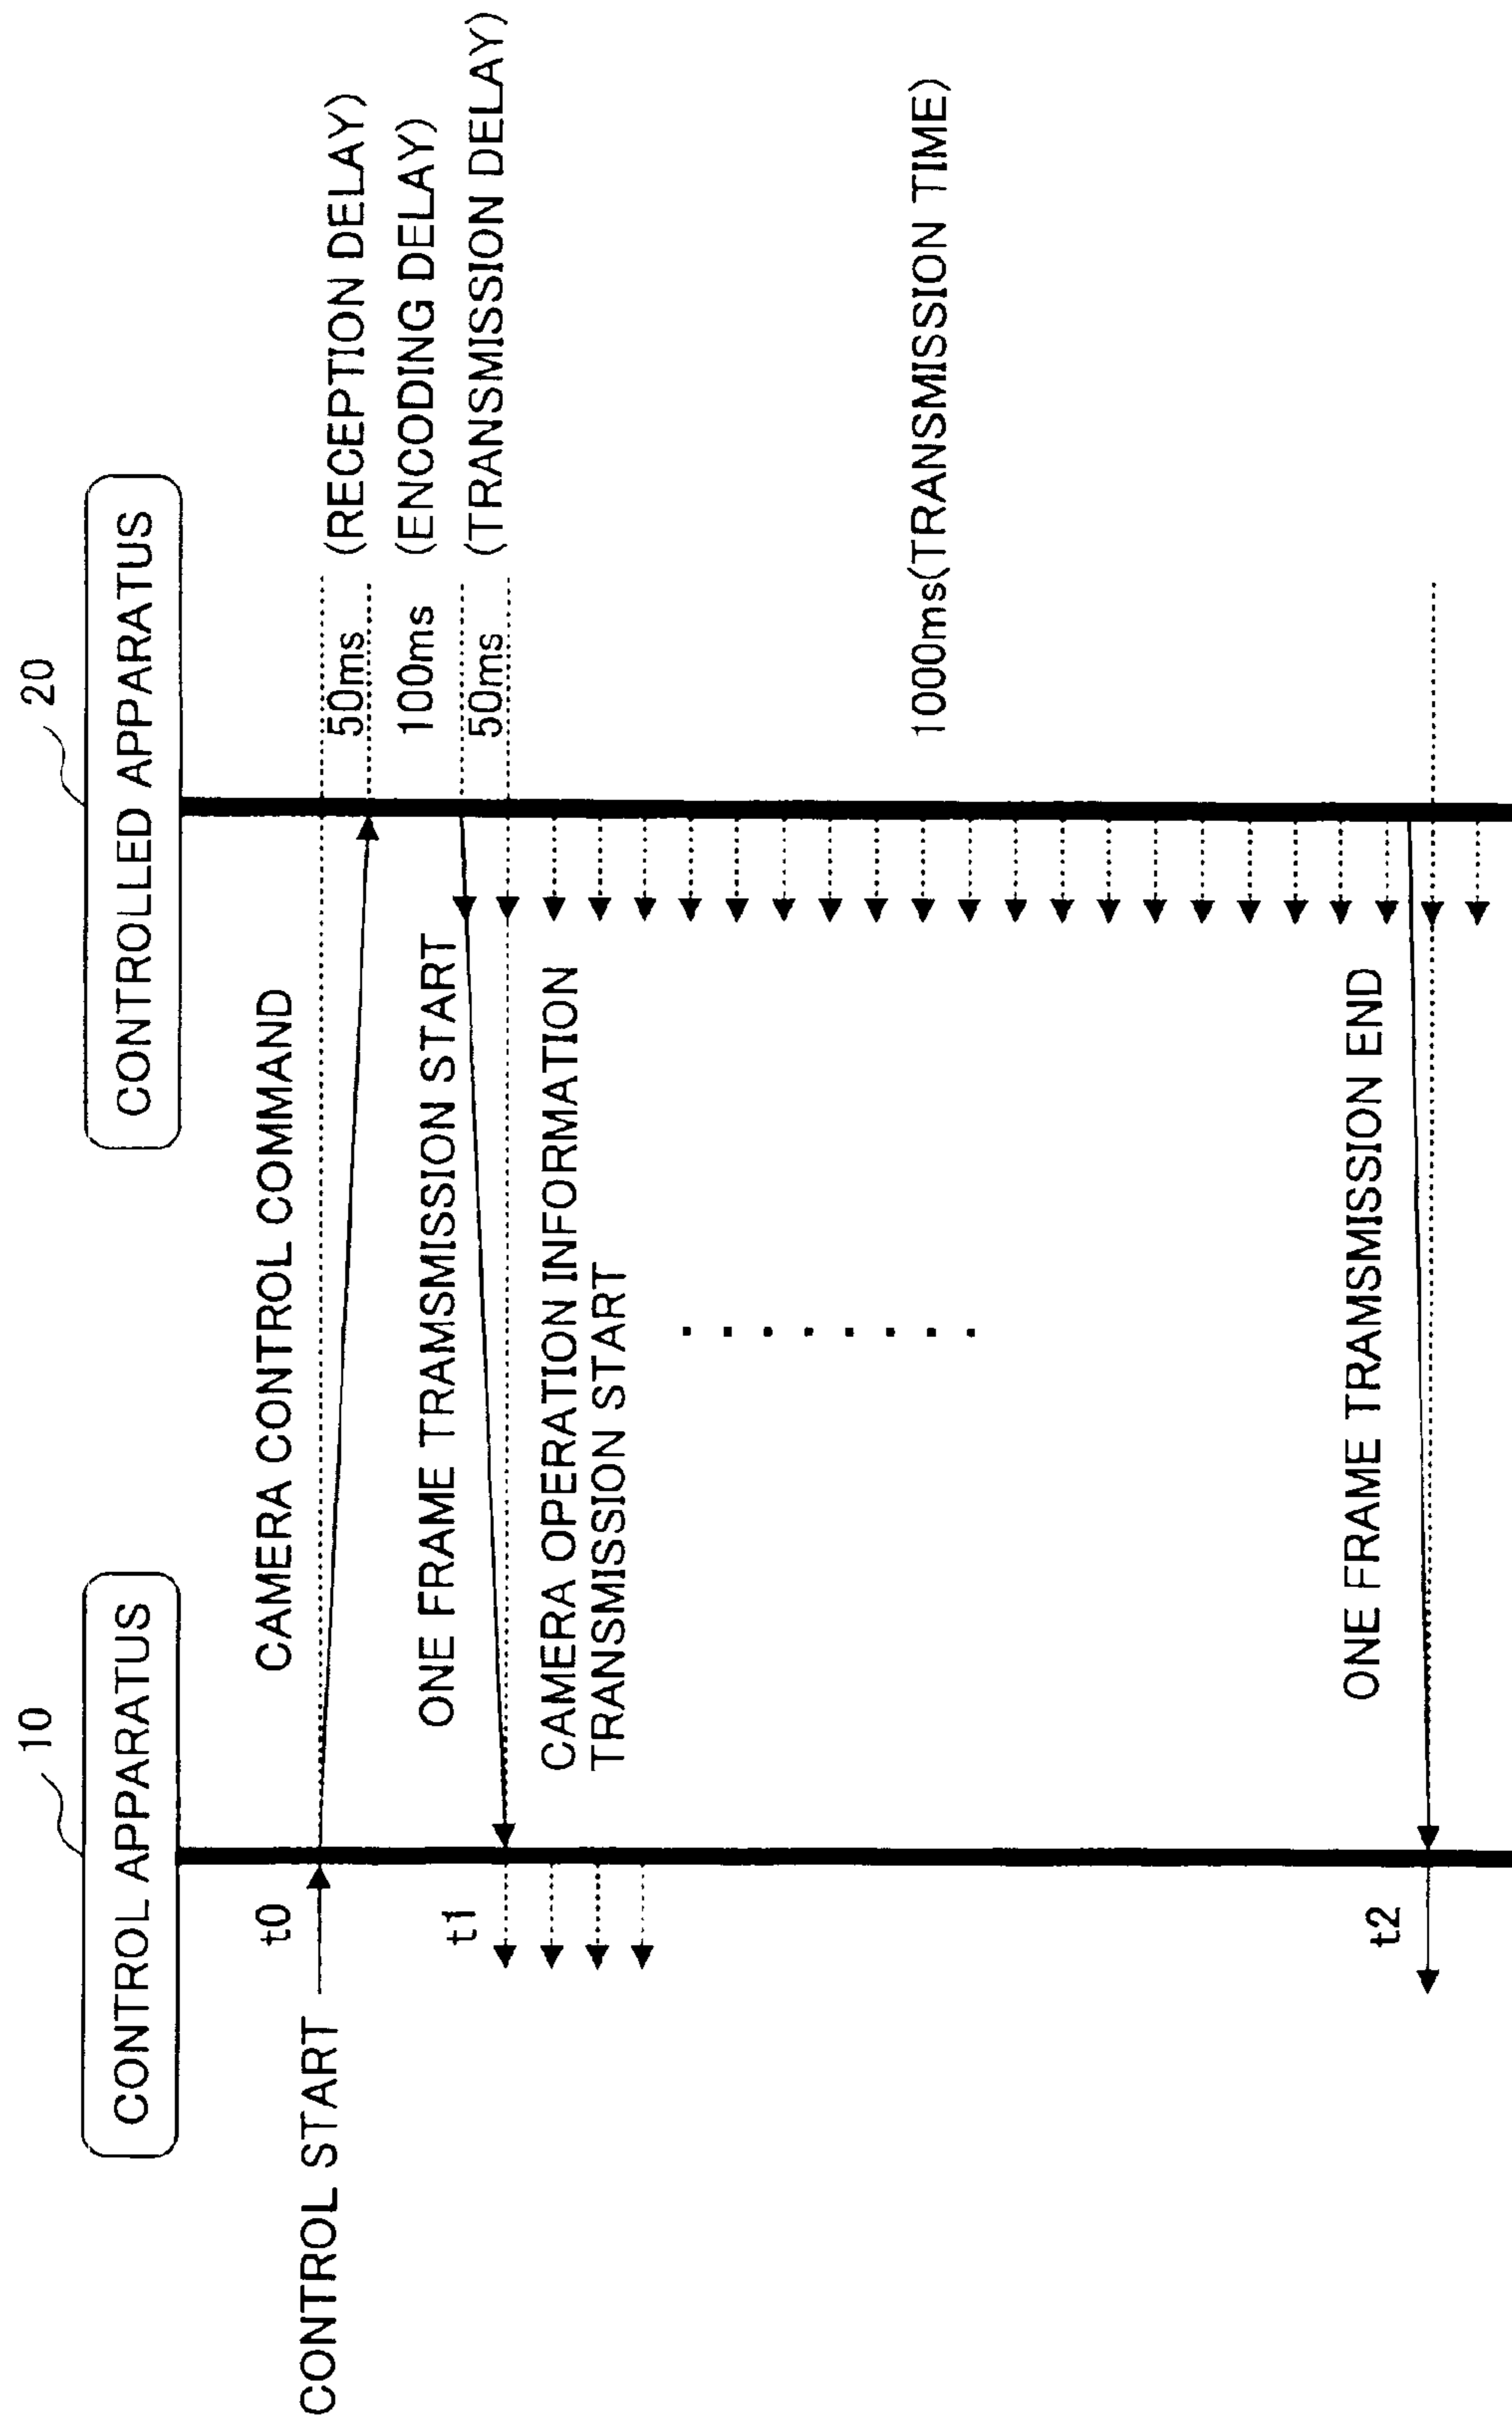 10
CONTROL APPARATUS
20
CONTROLLED APPARATUS
CONTROL START
t0
CAMERA CONTROL COMMAND
50ms
(RECEPTION DELAY)
100ms
(ENCODING DELAY)
t1
ONE FRAME TRAMSMISSION START
50ms
(TRANSMISSION DELAY)
CAMERA OPERATION INFORMATION
TRANSMISSION START
1000ms(TRANSMISSION TIME)
t2
ONE FRAME TRAMSMISSION END